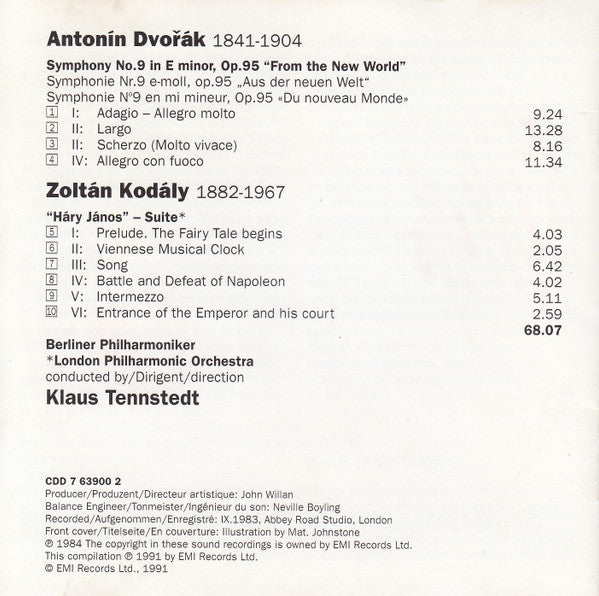 Antonín Dvořák 1841-1904
Symphony No.9 in E minor, Op.95 “From the New World”
Symphonie Nr.9 e-moll, op.95 „Aus der neuen Welt“
Symphonie Nº9 en mi mineur, Op.95 «Du nouveau Monde»
1 I: Adagio – Allegro molto 9.24
2 II: Largo 13.28
3 II: Scherzo (Molto vivace) 8.16
4 IV: Allegro con fuoco 11.34
Zoltán Kodály 1882-1967
“Háry János” – Suite*
5 I: Prelude. The Fairy Tale begins 4.03
6 II: Viennese Musical Clock 2.05
7 III: Song 6.42
8 IV: Battle and Defeat of Napoleon 4.02
9 V: Intermezzo 5.11
10 VI: Entrance of the Emperor and his court 2.59
68.07
Berliner Philharmoniker
*London Philharmonic Orchestra
conducted by/Dirigent/direction
Klaus Tennstedt
CDD 7 63900 2
Producer/Produzent/Directeur artistique: John Willan
Balance Engineer/Tonmeister/Ingénieur du son: Neville Boyling
Recorded/Aufgenommen/Enregistré: IX.1983, Abbey Road Studio, London
Front cover/Titelseite/En couverture: Illustration by Mat. Johnstone
℗ 1984 The copyright in these sound recordings is owned by EMI Records Ltd.
This compilation ℗ 1991 by EMI Records Ltd.
© EMI Records Ltd., 1991